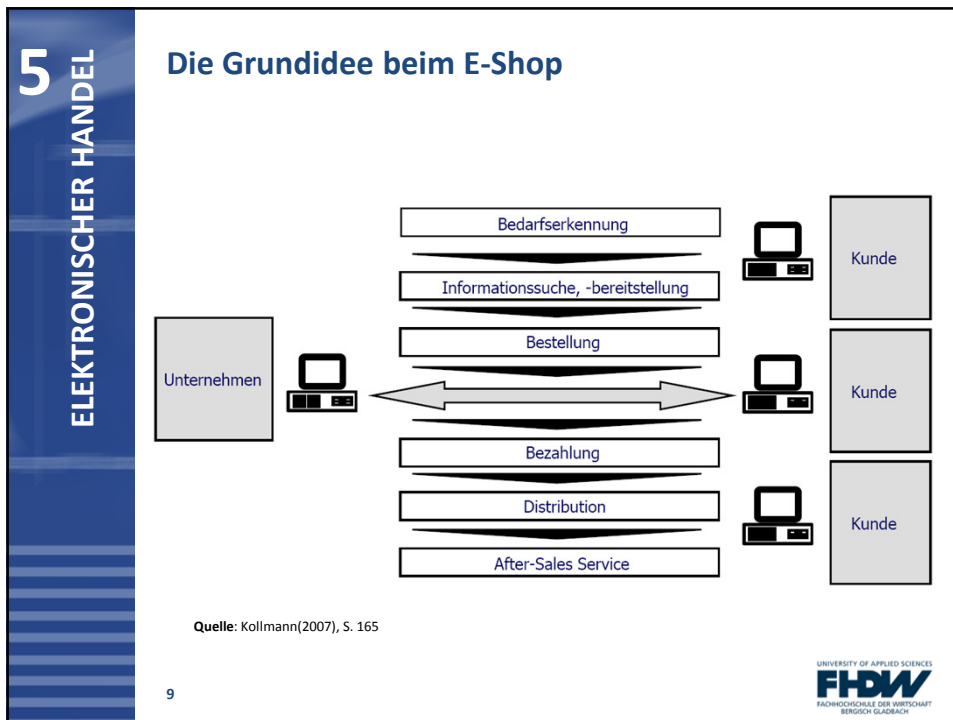 5
ELEKTRONISCHER HANDEL
Die Grundidee beim E-Shop
Bedarfserkennung
Kunde
Informationssuche, -bereitstellung
Bestellung
Unternehmen
Kunde
Bezahlung
Distribution
Kunde
After-Sales Service
Quelle: Kollmann(2007), S. 165
9
UNIVERSITY OF APPLIED SCIENCES
FHDW
FACHHOCHSCHULE DER WIRTSCHAFT
BERGISCH GLADBACH